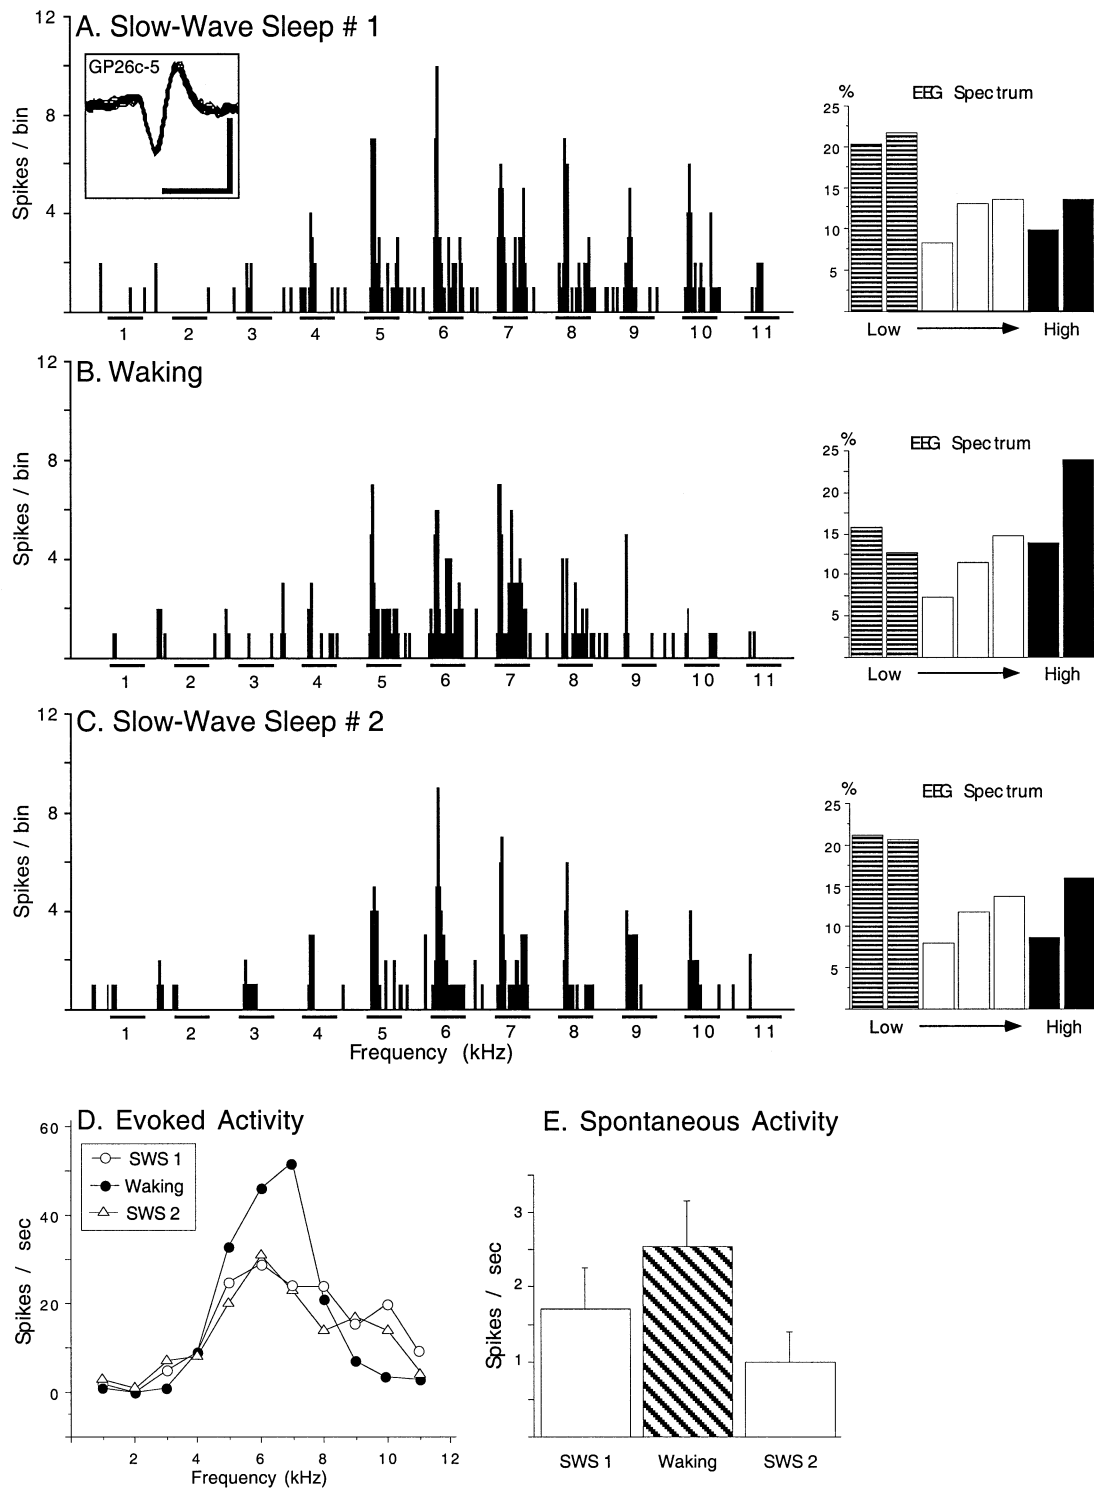 A. Slow-Wave Sleep # 1
GP26c-5
Spikes / bin
12
8
4
1 2 3 4 5 6 7 8 9 10 11
EEG Spectrum
%
25
20
15
10
5
Low High
B. Waking
Spikes / bin
12
8
4
1 2 3 4 5 6 7 8 9 10 11
EEG Spectrum
%
25
20
15
10
5
Low High
C. Slow-Wave Sleep # 2
Spikes / bin
12
8
4
1 2 3 4 5 6 7 8 9 10 11
Frequency (kHz)
EEG Spectrum
%
25
20
15
10
5
Low High
D. Evoked Activity
SWS 1
Waking
SWS 2
Spikes / sec
60
40
20
0
2 4 6 8 10 12
Frequency (kHz)
E. Spontaneous Activity
Spikes / sec
3
2
1
SWS 1 Waking SWS 2